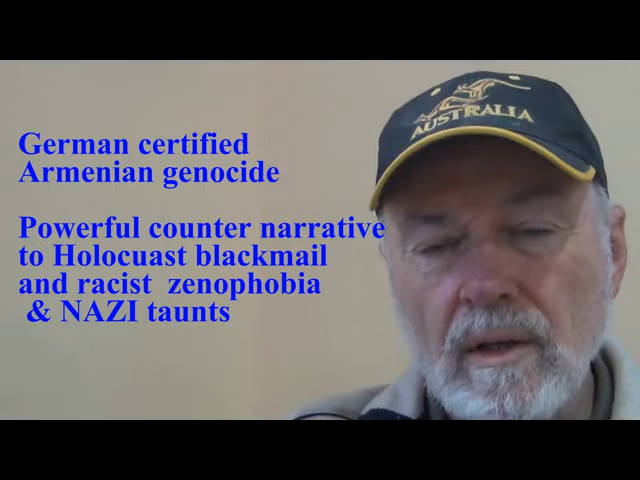 German certified
Armenian genocide
Powerful counter narrative
to Holocuast blackmail
and racist  zenophobia
& NAZI taunts
AUSTRALIA